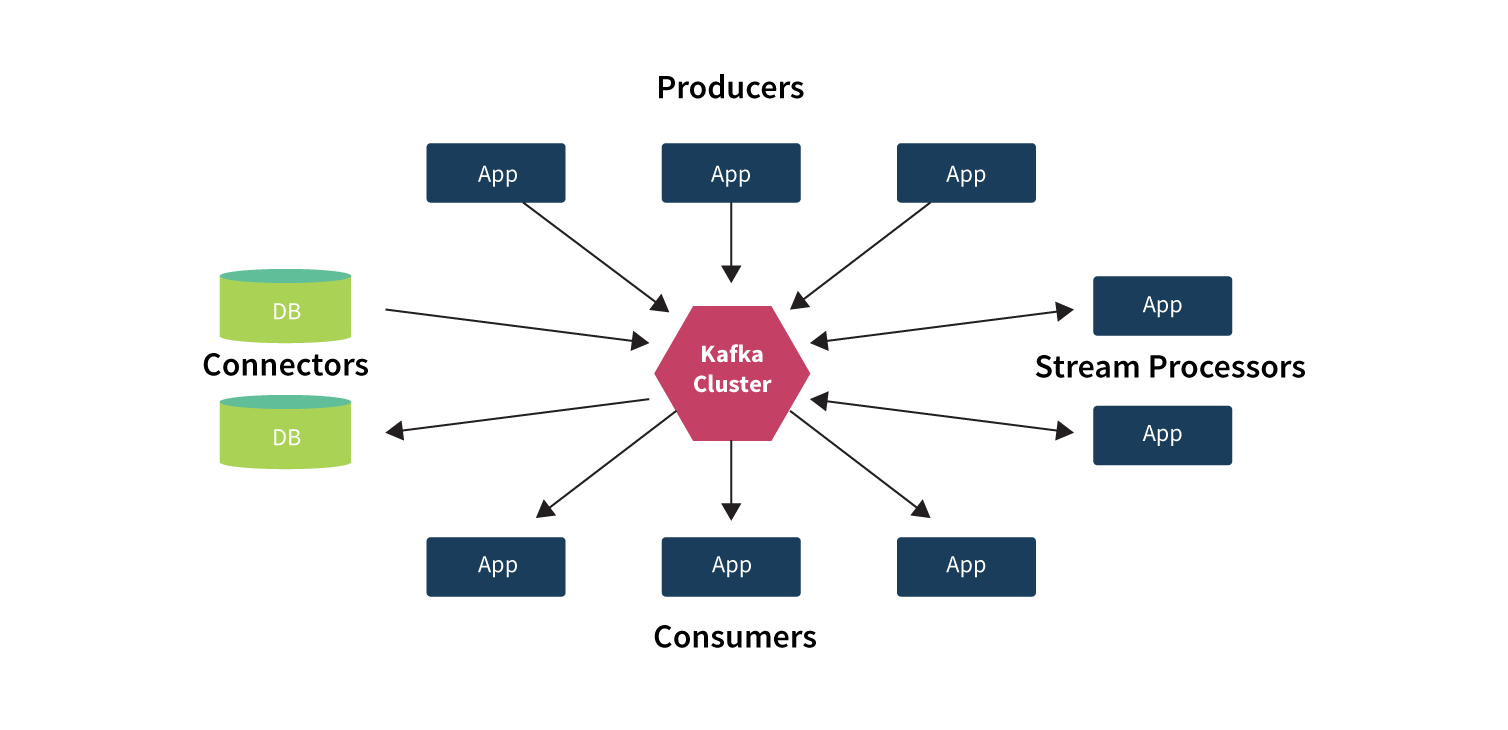 Producers
App
App
App
DB
App
Kafka
Cluster
Connectors
Stream Processors
DB
App
App
App
App
Consumers